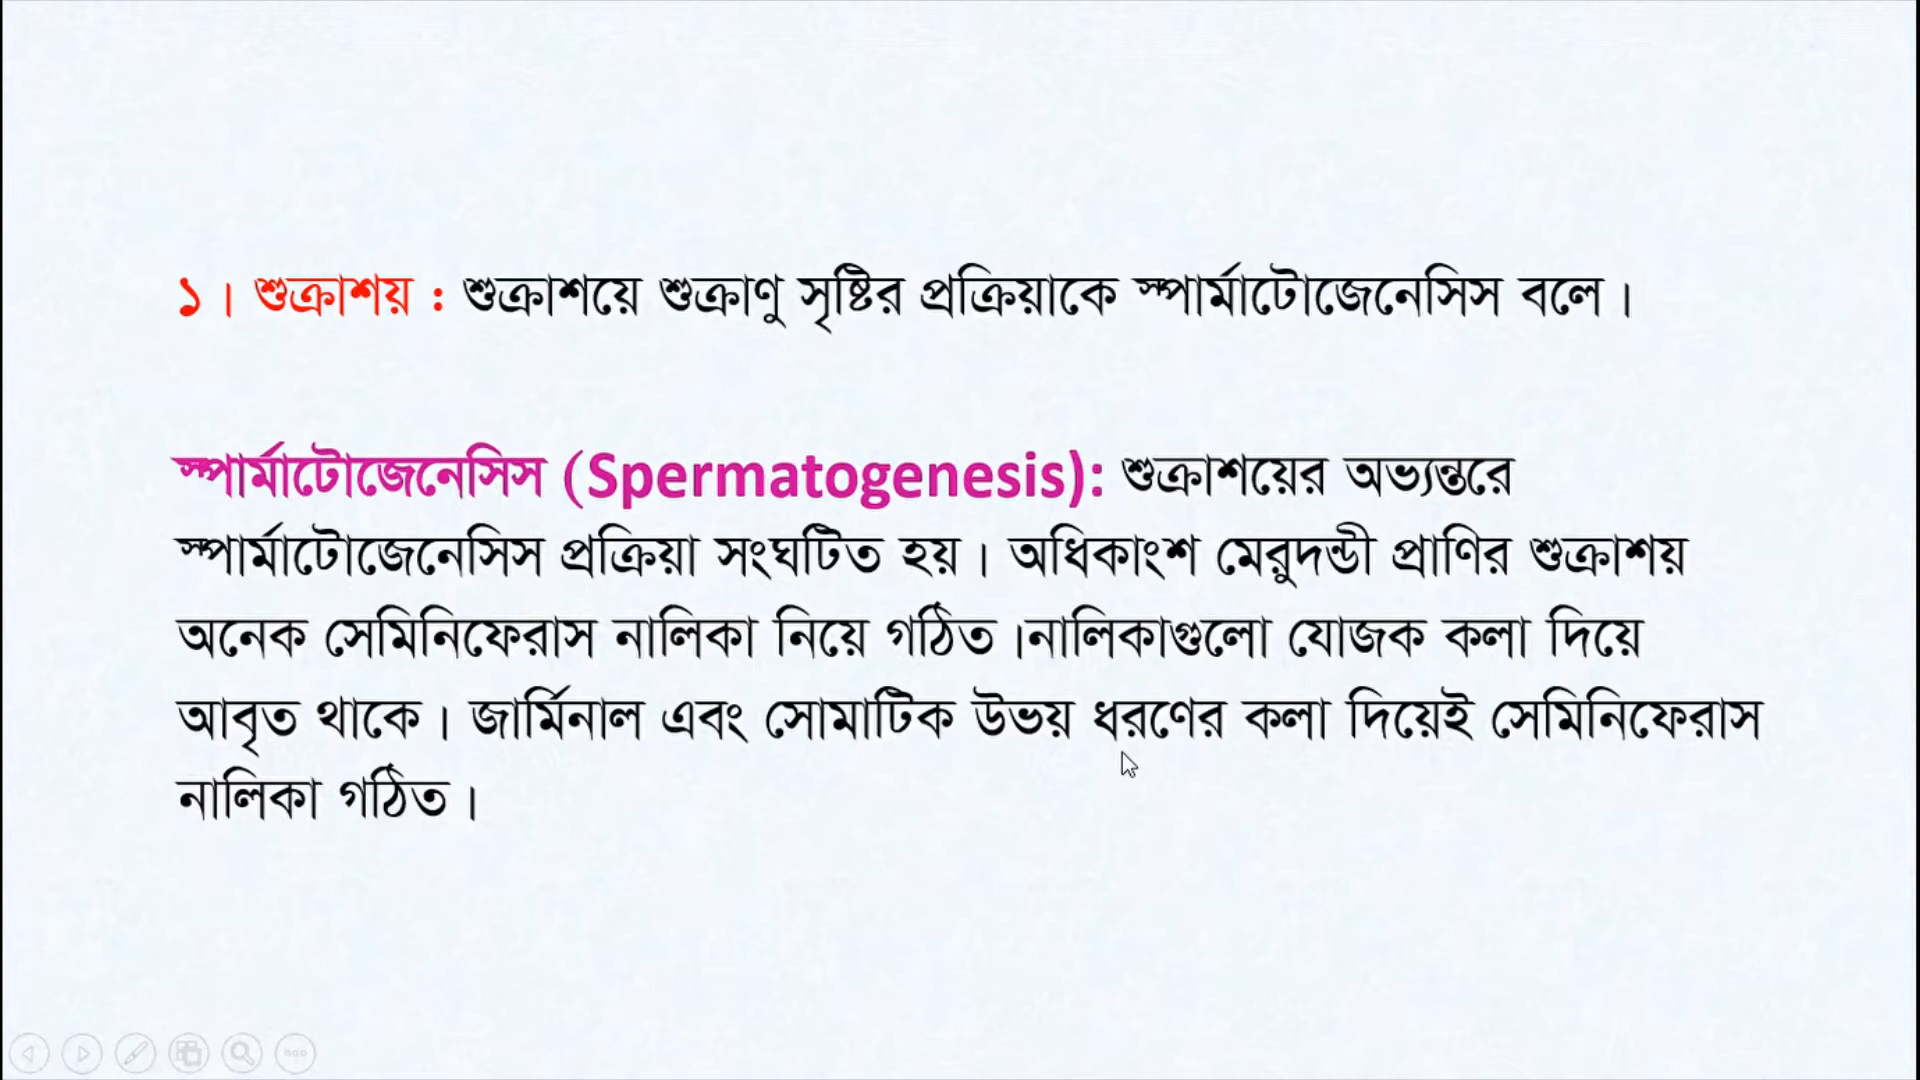 ১। শুক্রাশয় : শুক্রাশয়ে শুক্রাণু সৃষ্টির প্রক্রিয়াকে স্পার্মাটোজেনেসিস বলে।
স্পার্মাটোজেনেসিস (Spermatogenesis): শুক্রাশয়ের অভ্যন্তরে
স্পার্মাটোজেনেসিস প্রক্রিয়া সংঘটিত হয়। অধিকাংশ মেরুদন্ডী প্রাণির শুক্রাশয়
অনেক সেমিনিফেরাস নালিকা নিয়ে গঠিত।নালিকাগুলো যোজক কলা দিয়ে
আবৃত থাকে। জার্মিনাল এবং সোমাটিক উভয় ধরণের কলা দিয়েই সেমিনিফেরাস
নালিকা গঠিত।